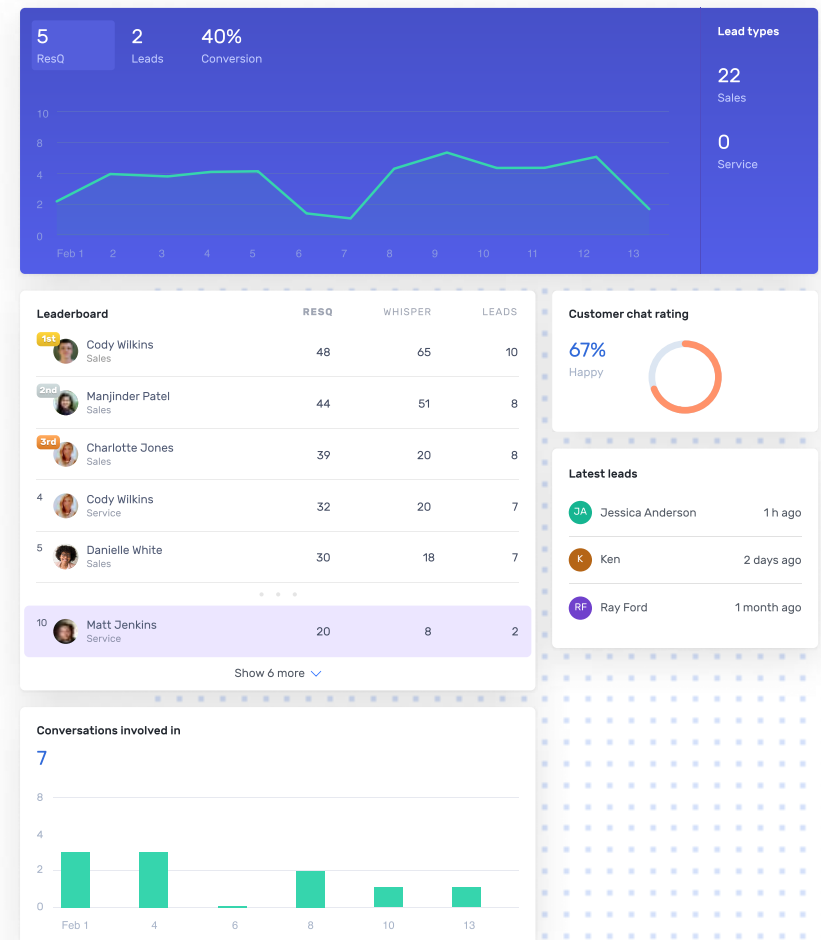 5 2 40% Lead types
ResQ Leads Conversion
22
Sales
0
Service
10
8
4
2
0
Feb 1 2 3 4 5 6 7 8 9 10 11 12 13
Leaderboard RESQ WHISPER LEADS
1st Cody Wilkins 48 65 10
Sales
2nd Manjinder Patel 44 51 8
Sales
3rd Charlotte Jones 39 20 8
Sales
4 Cody Wilkins 32 20 7
Service
5 Danielle White 30 18 7
Sales
10 Matt Jenkins 20 8 2
Service
Show 6 more
Customer chat rating
67%
Happy
Latest leads
JA Jessica Anderson 1 h ago
K Ken 2 days ago
RF Ray Ford 1 month ago
Conversations involved in
7
8
4
2
0
Feb 1 4 6 8 10 13